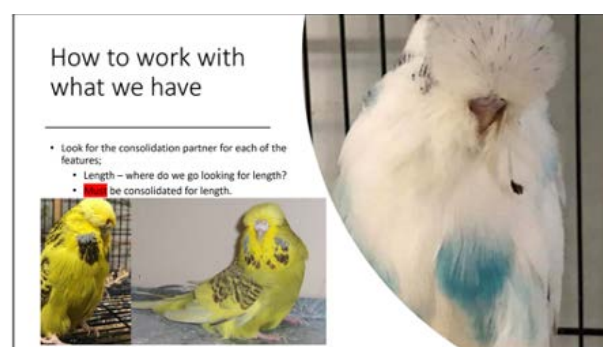 How to work with
what we have
• Look for the consolidation partner for each of the
features;
• Length – where do we go looking for length?
• Must be consolidated for length.